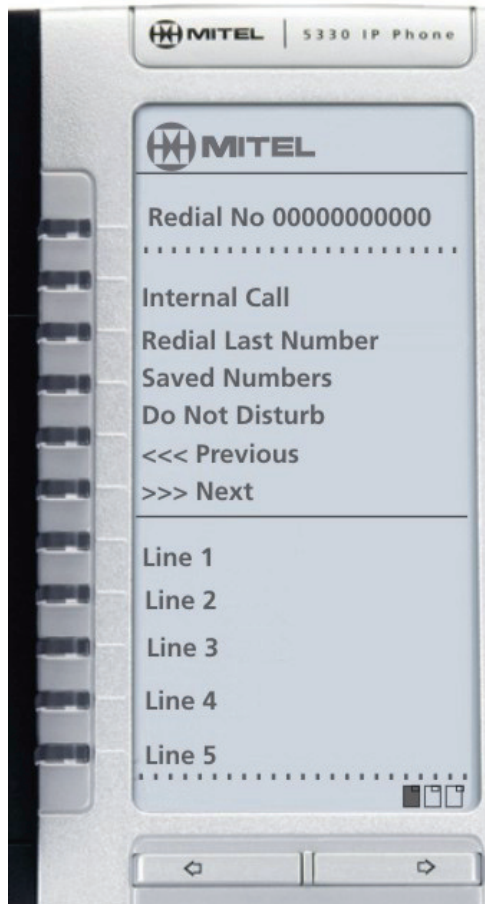 MITEL | 5330 IP Phone
MITEL
Redial No 00000000000
Internal Call
Redial Last Number
Saved Numbers
Do Not Disturb
<<< Previous
>>> Next
Line 1
Line 2
Line 3
Line 4
Line 5